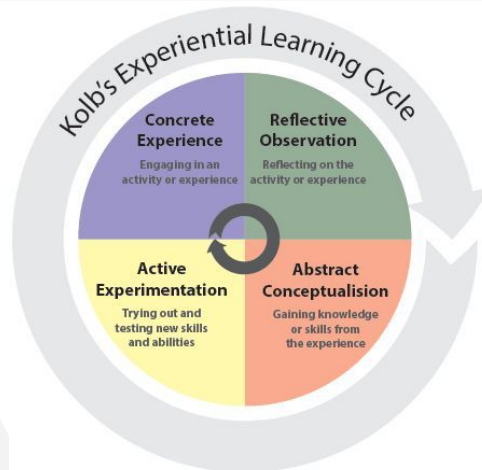 Kolb's Experiential Learning Cycle
Concrete
Experience
Engaging in an
activity or experience
Reflective
Observation
Reflecting on the
activity or experience
Active
Experimentation
Trying out and
testing new skills
and abilities
Abstract
Conceptualision
Gaining knowledge
or skills from
the experience